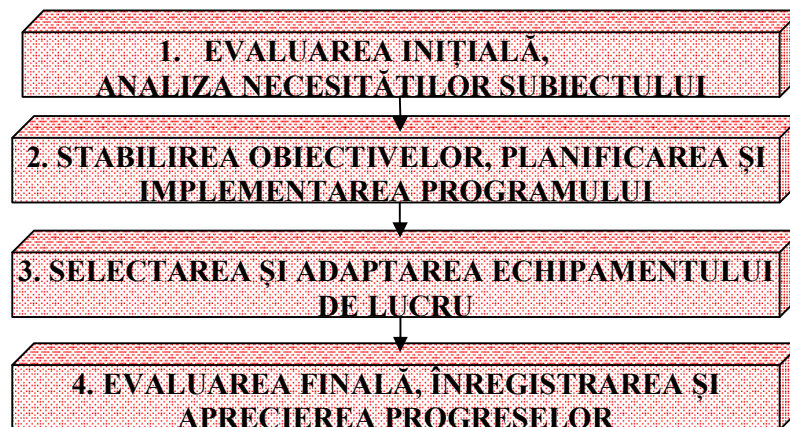 1. EVALUAREA INIȚIALĂ,
ANALIZA NECESITĂȚILOR SUBIECTULUI
2. STABILIREA OBIECTIVELOR, PLANIFICAREA ȘI
IMPLEMENTAREA PROGRAMULUI
3. SELECTAREA ȘI ADAPTAREA ECHIPAMENTULUI
DE LUCRU
4. EVALUAREA FINALĂ, ÎNREGISTRAREA ȘI
APRECIEREA PROGRESELOR